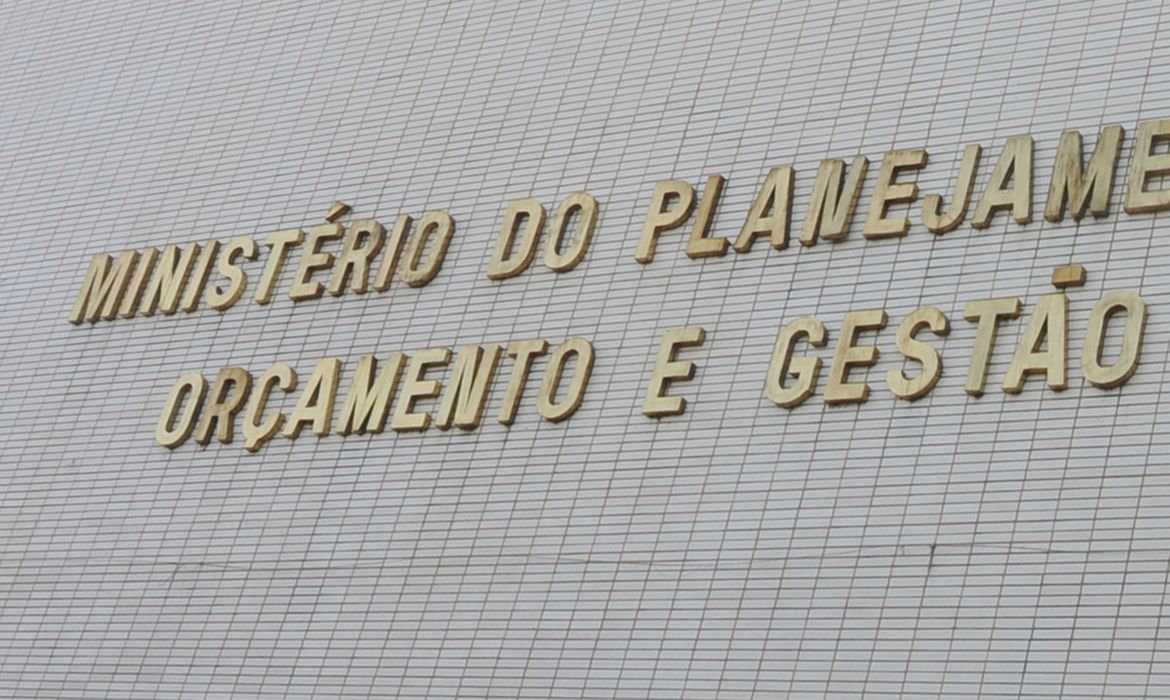 MINISTÉRIO DO PLANEJAME
ORÇAMENTO E GESTÃO